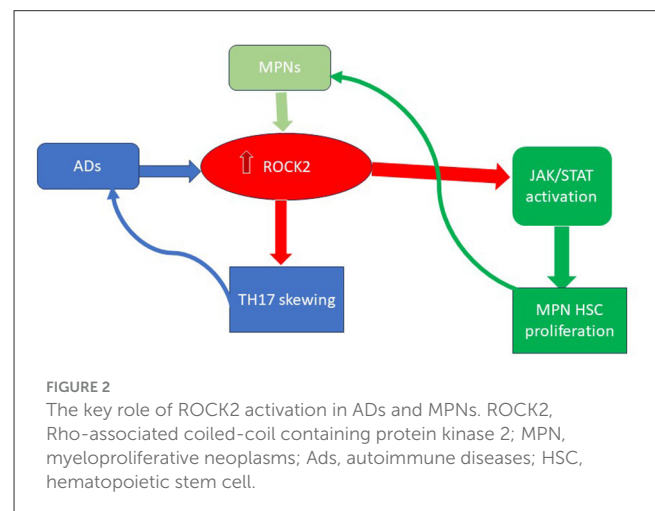 MPNs
ADs
ROCK2
JAK/STAT
activation
TH17 skewing
MPN HSC
proliferation
FIGURE 2
The key role of ROCK2 activation in ADs and MPNs. ROCK2,
Rho-associated coiled-coil containing protein kinase 2; MPN,
myeloproliferative neoplasms; Ads, autoimmune diseases; HSC,
hematopoietic stem cell.